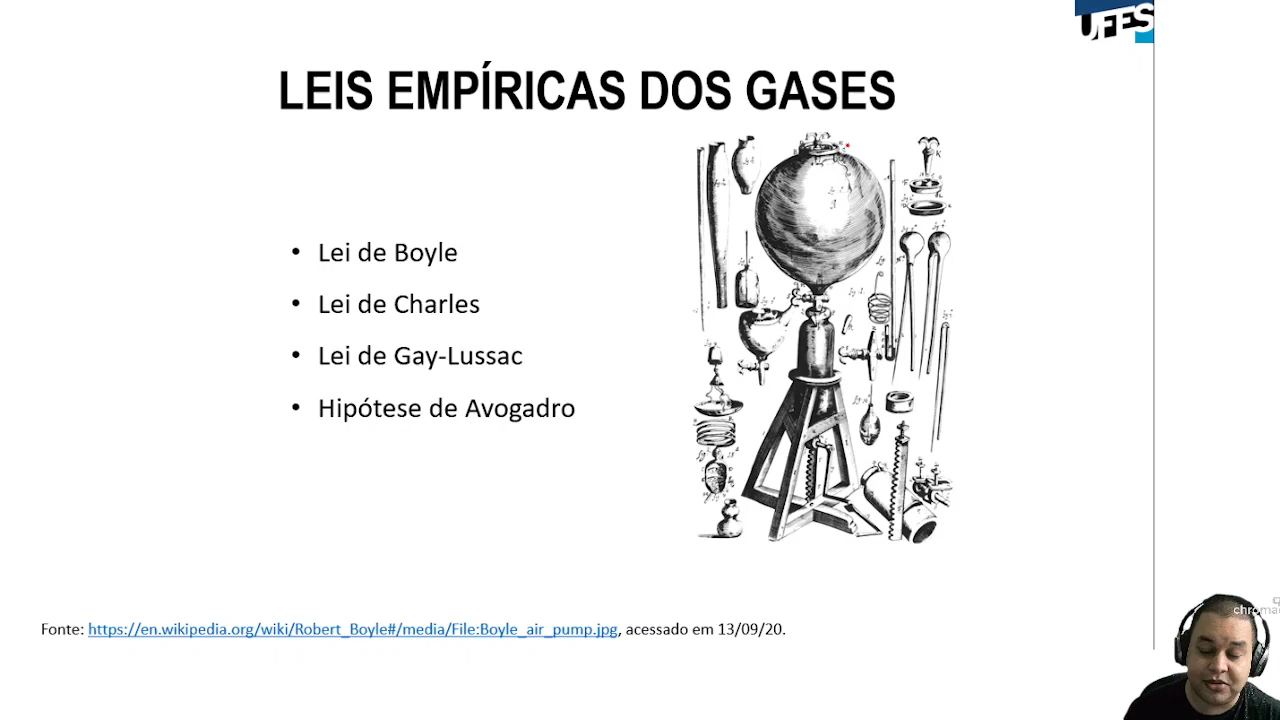 UFES
LEIS EMPÍRICAS DOS GASES
• Lei de Boyle
• Lei de Charles
• Lei de Gay-Lussac
• Hipótese de Avogadro
Fonte: https://en.wikipedia.org/wiki/Robert_Boyle#/media/File:Boyle_air_pump.jpg, acessado em 13/09/20.